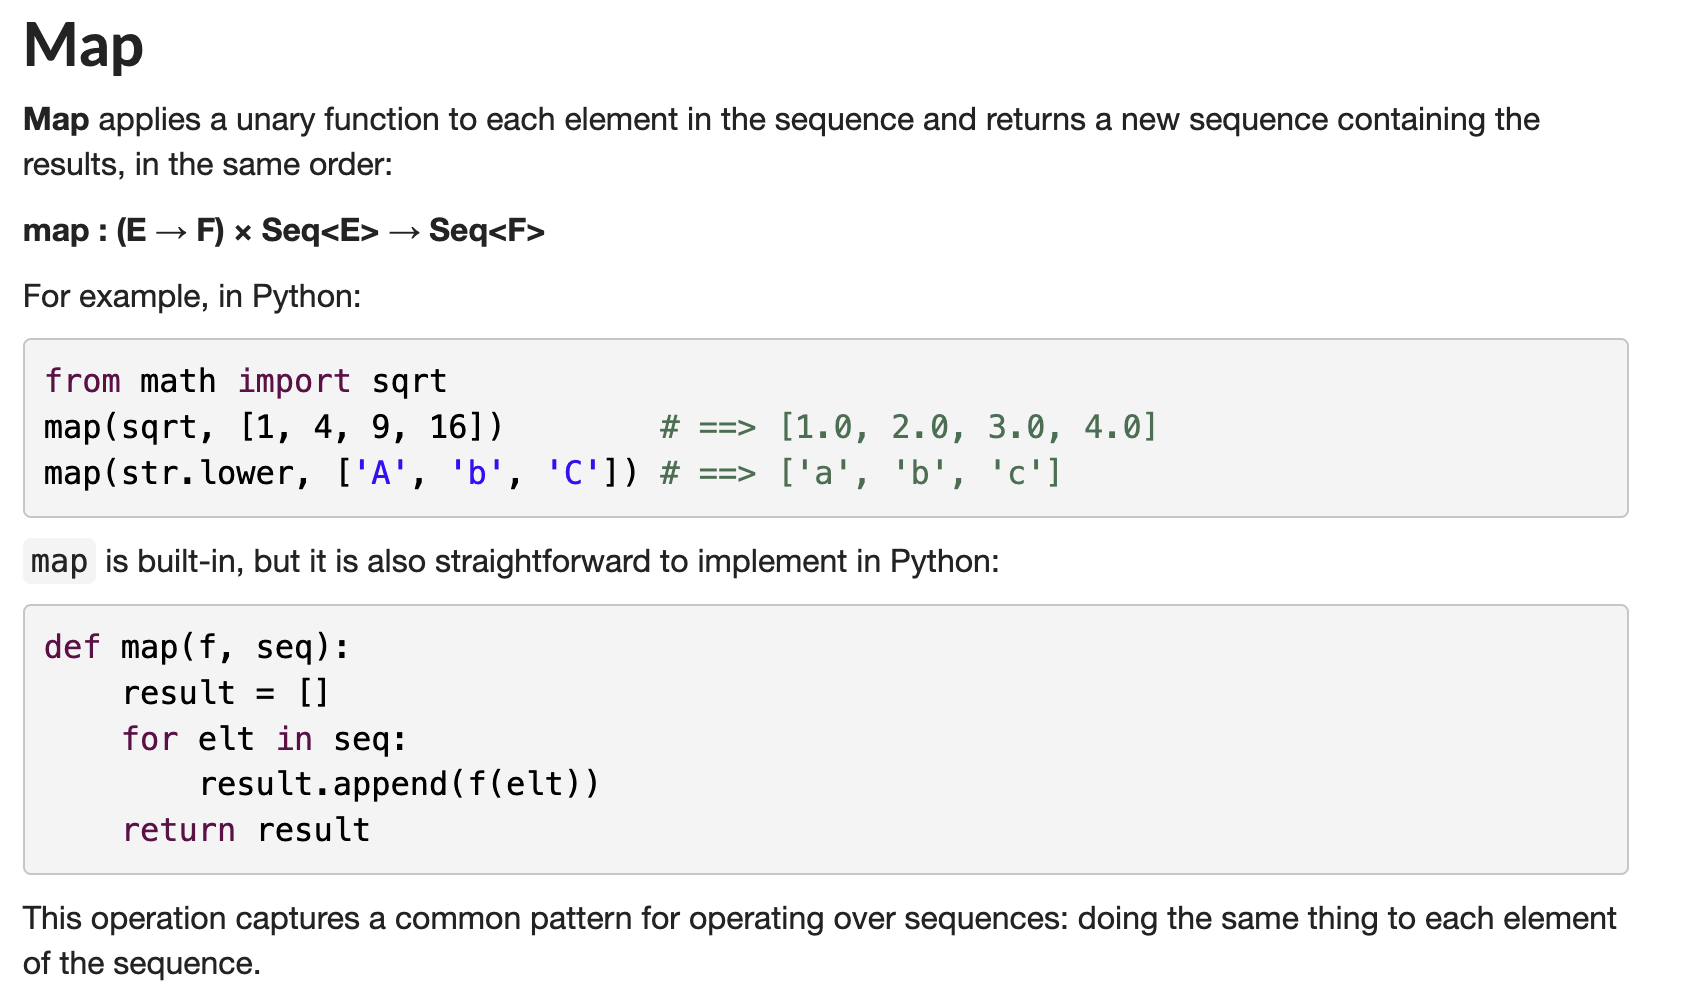 Map
Map applies a unary function to each element in the sequence and returns a new sequence containing the
results, in the same order:
map : (E → F) × Seq<E> → Seq<F>
For example, in Python:
from math import sqrt
map(sqrt, [1, 4, 9, 16])        # ==> [1.0, 2.0, 3.0, 4.0]
map(str.lower, ['A', 'b', 'C']) # ==> ['a', 'b', 'c']
map is built-in, but it is also straightforward to implement in Python:
def map(f, seq):
    result = []
    for elt in seq:
        result.append(f(elt))
    return result
This operation captures a common pattern for operating over sequences: doing the same thing to each element
of the sequence.